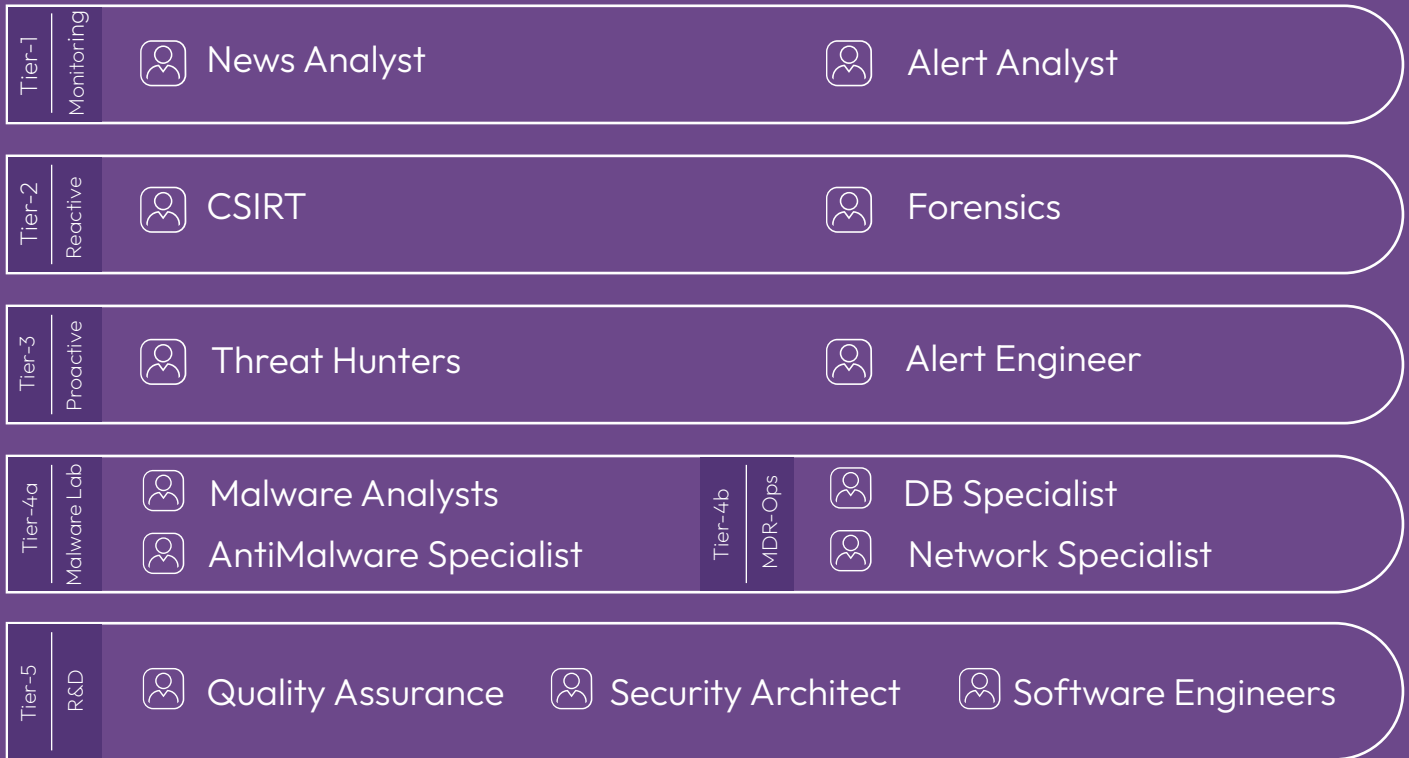 Tier-1
Monitoring
News Analyst
Alert Analyst
Tier-2
Reactive
CSIRT
Forensics
Tier-3
Proactive
Threat Hunters
Alert Engineer
Tier-4a
Malware Lab
Malware Analysts
AntiMalware Specialist
Tier-4b
MDR-Ops
DB Specialist
Network Specialist
Tier-5
R&D
Quality Assurance
Security Architect
Software Engineers